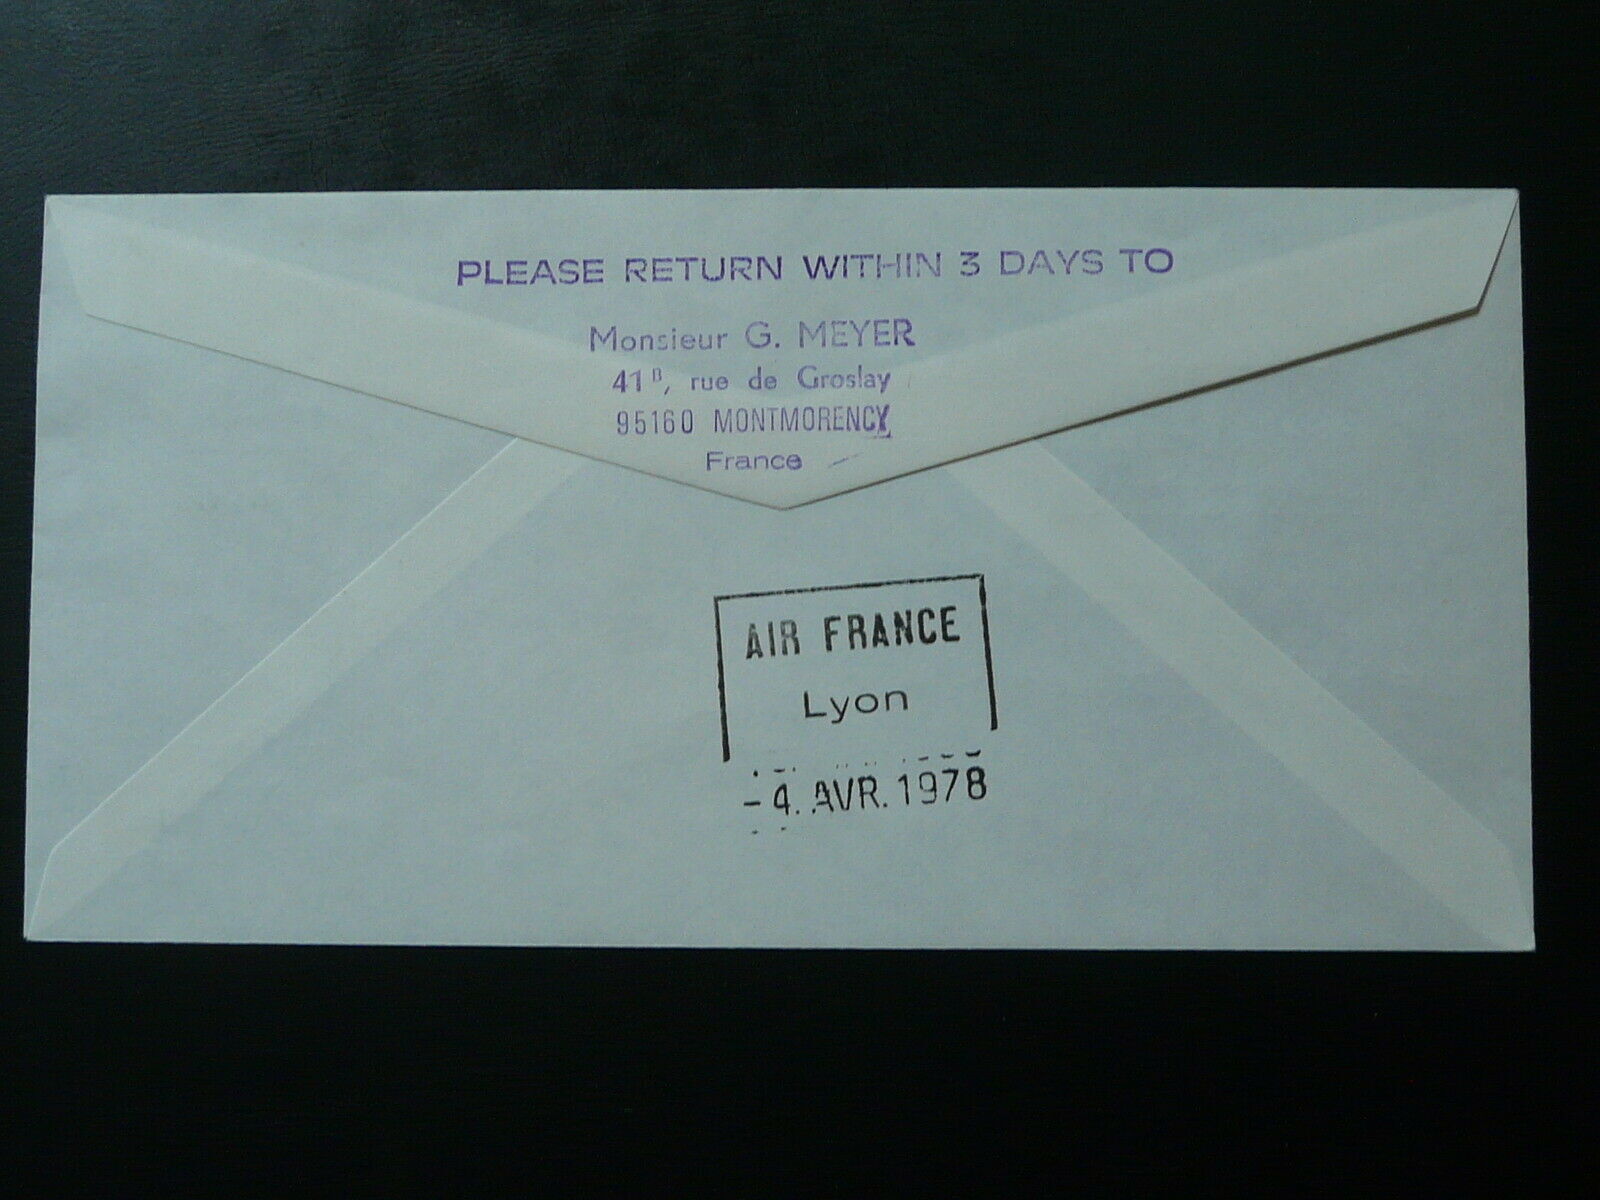 PLEASE RETURN WITHIN 3 DAYS TO
Monsieur G. MEYER
41ᴮ, rue de Groslay
95160 MONTMORENCY
France
AIR FRANCE
Lyon
-4. AVR. 1978